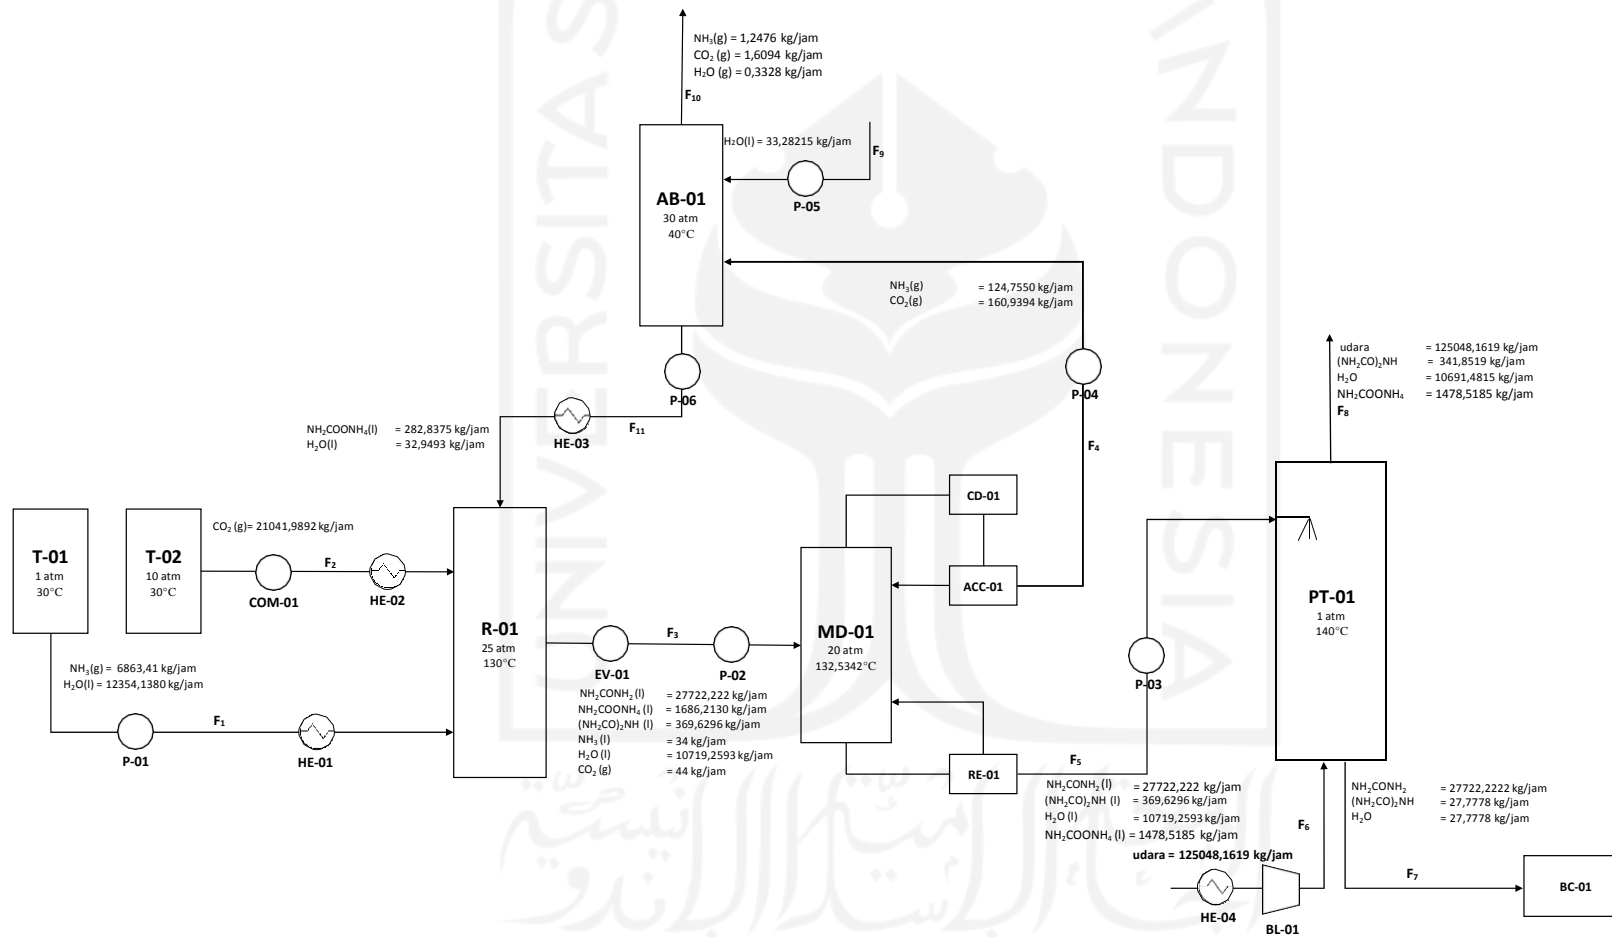 NH₃(g) = 1,2476 kg/jam
CO₂ (g) = 1,6094 kg/jam
H₂O (g) = 0,3328 kg/jam
F₁₀
H₂O(l) = 33,28215 kg/jam
F₉
P-05
AB-01
30 atm
40°C
NH₃(g) = 124,7550 kg/jam
CO₂(g) = 160,9394 kg/jam
P-04
F₄
P-06
F₁₁
HE-03
NH₂COONH₄(l) = 282,8375 kg/jam
H₂O(l) = 32,9493 kg/jam
udara = 125048,1619 kg/jam
(NH₂CO)₂NH = 341,8519 kg/jam
H₂O = 10691,4815 kg/jam
NH₂COONH₄ = 1478,5185 kg/jam
F₈
T-01
1 atm
30°C
T-02
10 atm
30°C
CO₂ (g)= 21041,9892 kg/jam
COM-01
F₂
HE-02
NH₃(g) = 6863,41 kg/jam
H₂O(l) = 12354,1380 kg/jam
P-01
F₁
HE-01
R-01
25 atm
130°C
EV-01
F₃
P-02
NH₂CONH₂ (l) = 27722,222 kg/jam
NH₂COONH₄ (l) = 1686,2130 kg/jam
(NH₂CO)₂NH (l) = 369,6296 kg/jam
NH₃ (l) = 34 kg/jam
H₂O (l) = 10719,2593 kg/jam
CO₂ (g) = 44 kg/jam
MD-01
20 atm
132,5342°C
CD-01
ACC-01
RE-01
F₅
P-03
NH₂CONH₂ (l) = 27722,222 kg/jam
(NH₂CO)₂NH (l) = 369,6296 kg/jam
H₂O (l) = 10719,2593 kg/jam
NH₂COONH₄ (l) = 1478,5185 kg/jam
udara = 125048,1619 kg/jam
HE-04
BL-01
F₆
PT-01
1 atm
140°C
NH₂CONH₂ = 27722,2222 kg/jam
(NH₂CO)₂NH = 27,7778 kg/jam
H₂O = 27,7778 kg/jam
F₇
BC-01
UNIVERSITAS
INDONESIA